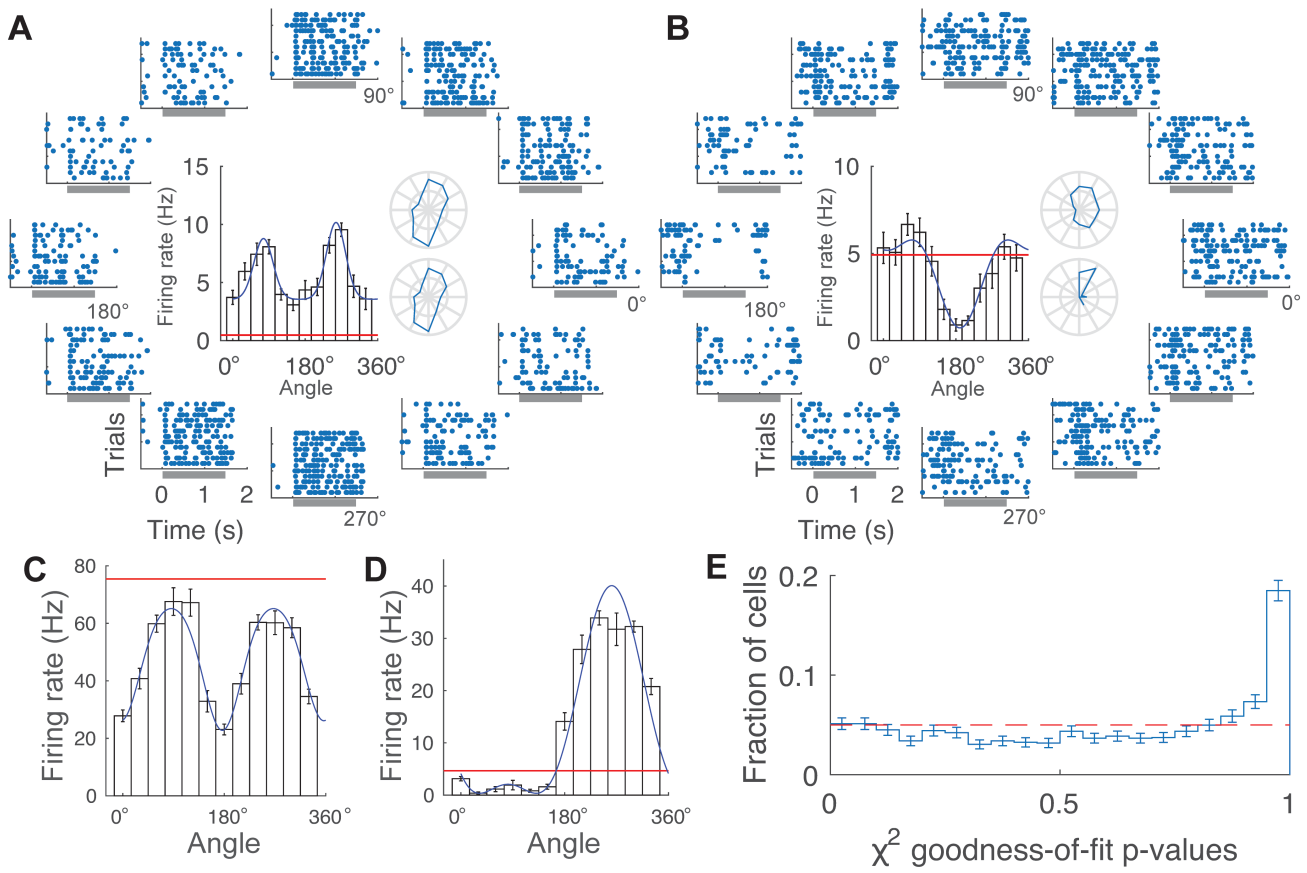 A
90°
180°
0°
270°
Trials
0 1 2
Time (s)
Firing rate (Hz)
15
10
5
0
0° 180° 360°
Angle
B
90°
180°
0°
270°
Trials
0 1 2
Time (s)
Firing rate (Hz)
10
5
0
0° 180° 360°
Angle
C
Firing rate (Hz)
80
60
40
20
0
0° 180° 360°
Angle
D
Firing rate (Hz)
40
30
20
10
0
0° 180° 360°
Angle
E
Fraction of cells
0.2
0.1
0
0 0.5 1
χ² goodness-of-fit p-values